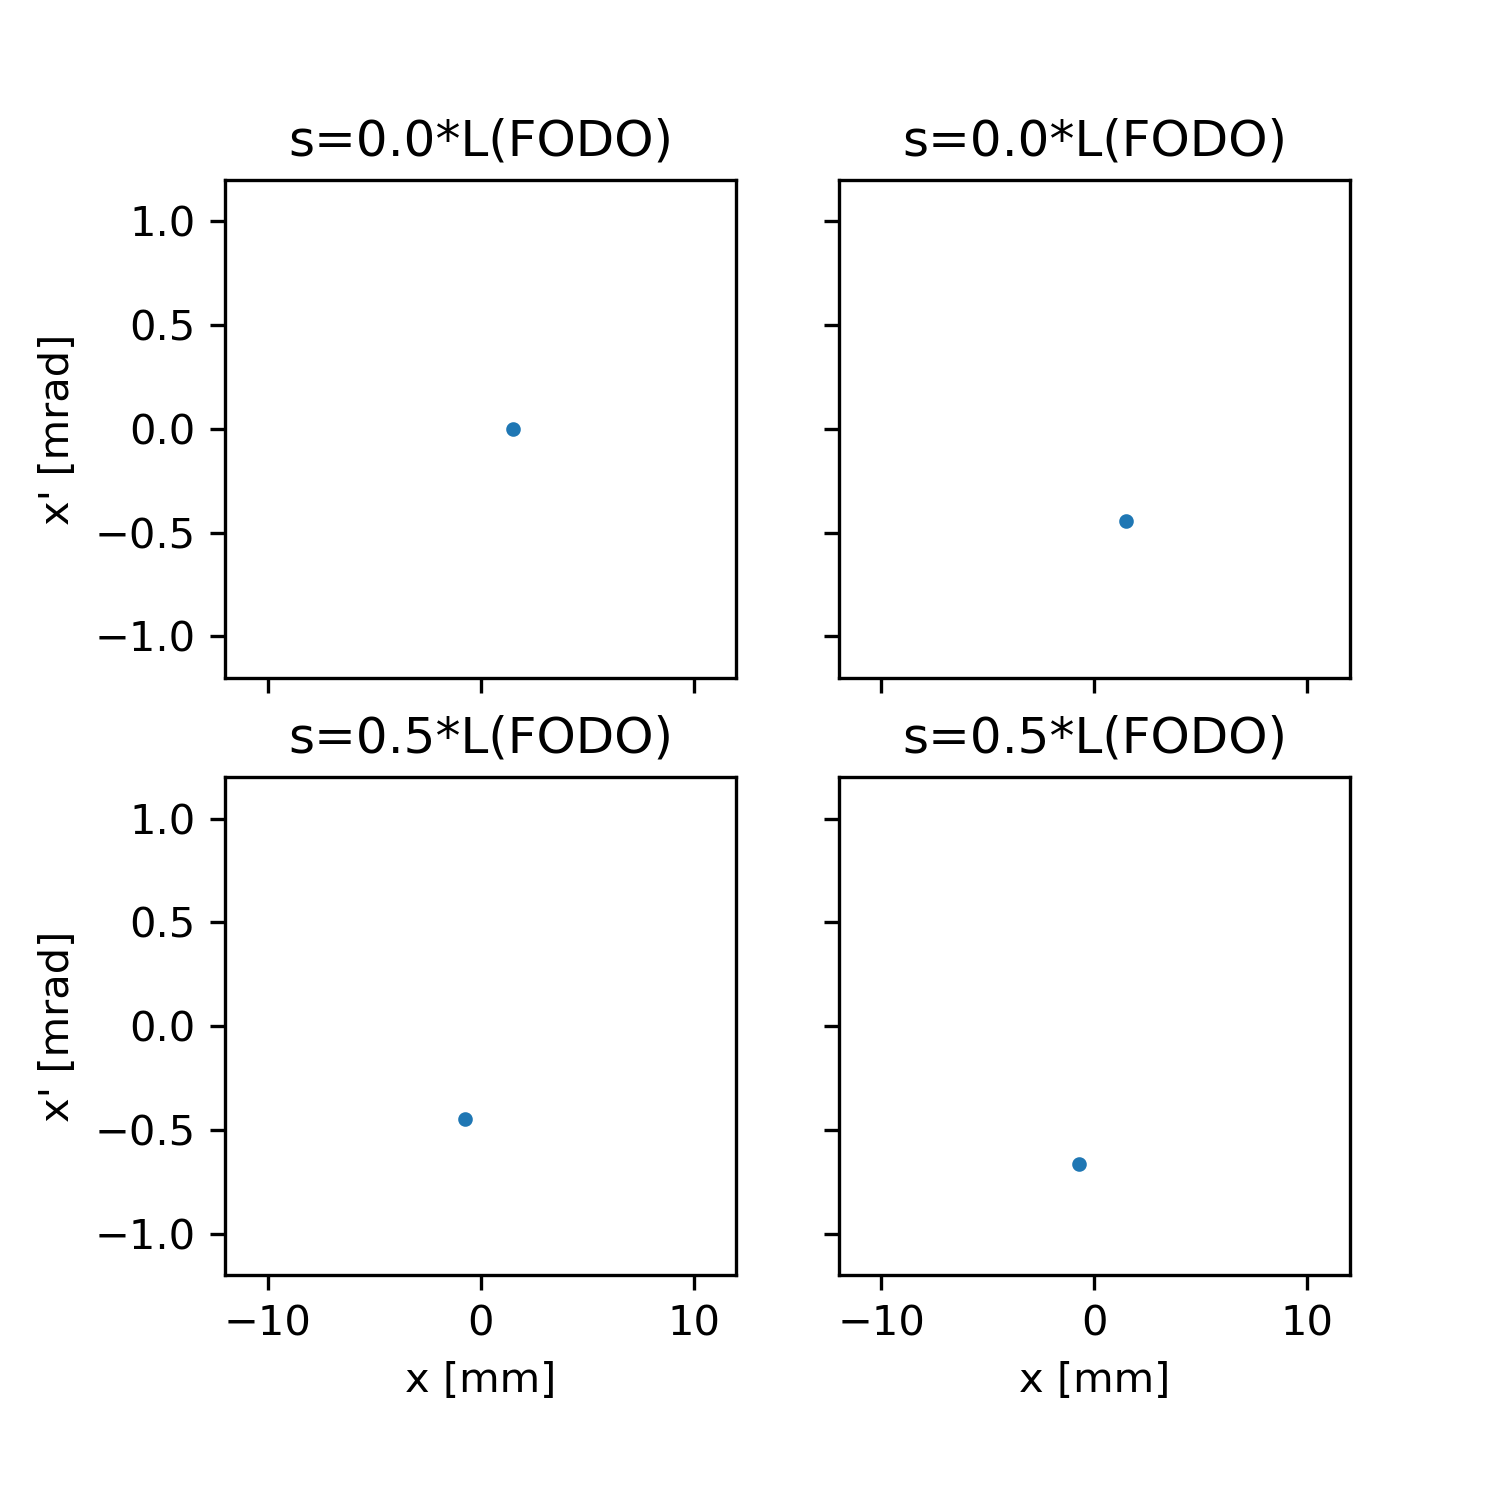 s=0.0*L(FODO) s=0.0*L(FODO)
1.0
0.5
0.0
−0.5
−1.0
x' [mrad]
s=0.5*L(FODO) s=0.5*L(FODO)
1.0
0.5
0.0
−0.5
−1.0
x' [mrad]
−10 0 10 −10 0 10
x [mm] x [mm]